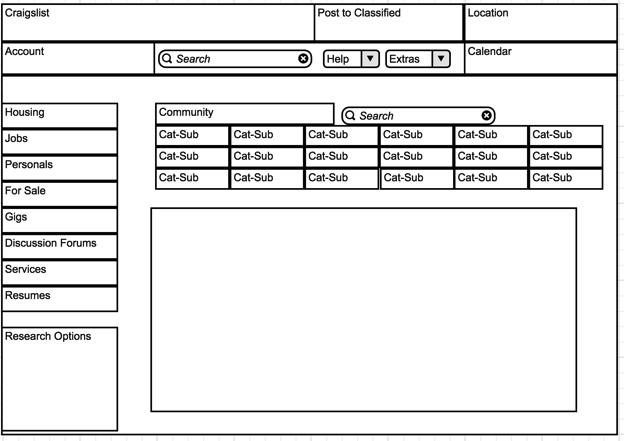 Craigslist Post to Classified Location
Account Search Help Extras Calendar
Housing Community Search
Jobs Cat-Sub Cat-Sub Cat-Sub Cat-Sub Cat-Sub Cat-Sub
Personals Cat-Sub Cat-Sub Cat-Sub Cat-Sub Cat-Sub Cat-Sub
For Sale Cat-Sub Cat-Sub Cat-Sub Cat-Sub Cat-Sub Cat-Sub
Gigs
Discussion Forums
Services
Resumes
Research Options